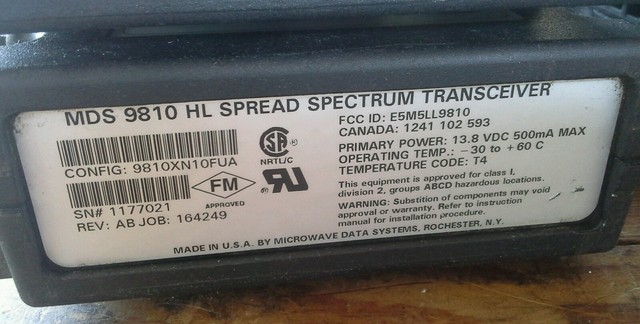 MDS 9810 HL SPREAD SPECTRUM TRANSCEIVER
CONFIG: 9810XN10FUA
SN# 1177021
REV: AB JOB: 164249
SA
NRTL/C
FM
APPROVED
RU
FCC ID: E5M5LL9810
CANADA: 1241 102 593
PRIMARY POWER: 13.8 VDC 500mA MAX
OPERATING TEMP.: -30 to +60 C
TEMPERATURE CODE: T4
This equipment is approved for class I,
division 2, groups ABCD hazardous locations.
WARNING: Substitution of components may void
approval or warranty. Refer to instruction
manual for installation procedure.
MADE IN U.S.A. BY MICROWAVE DATA SYSTEMS, ROCHESTER, N.Y.